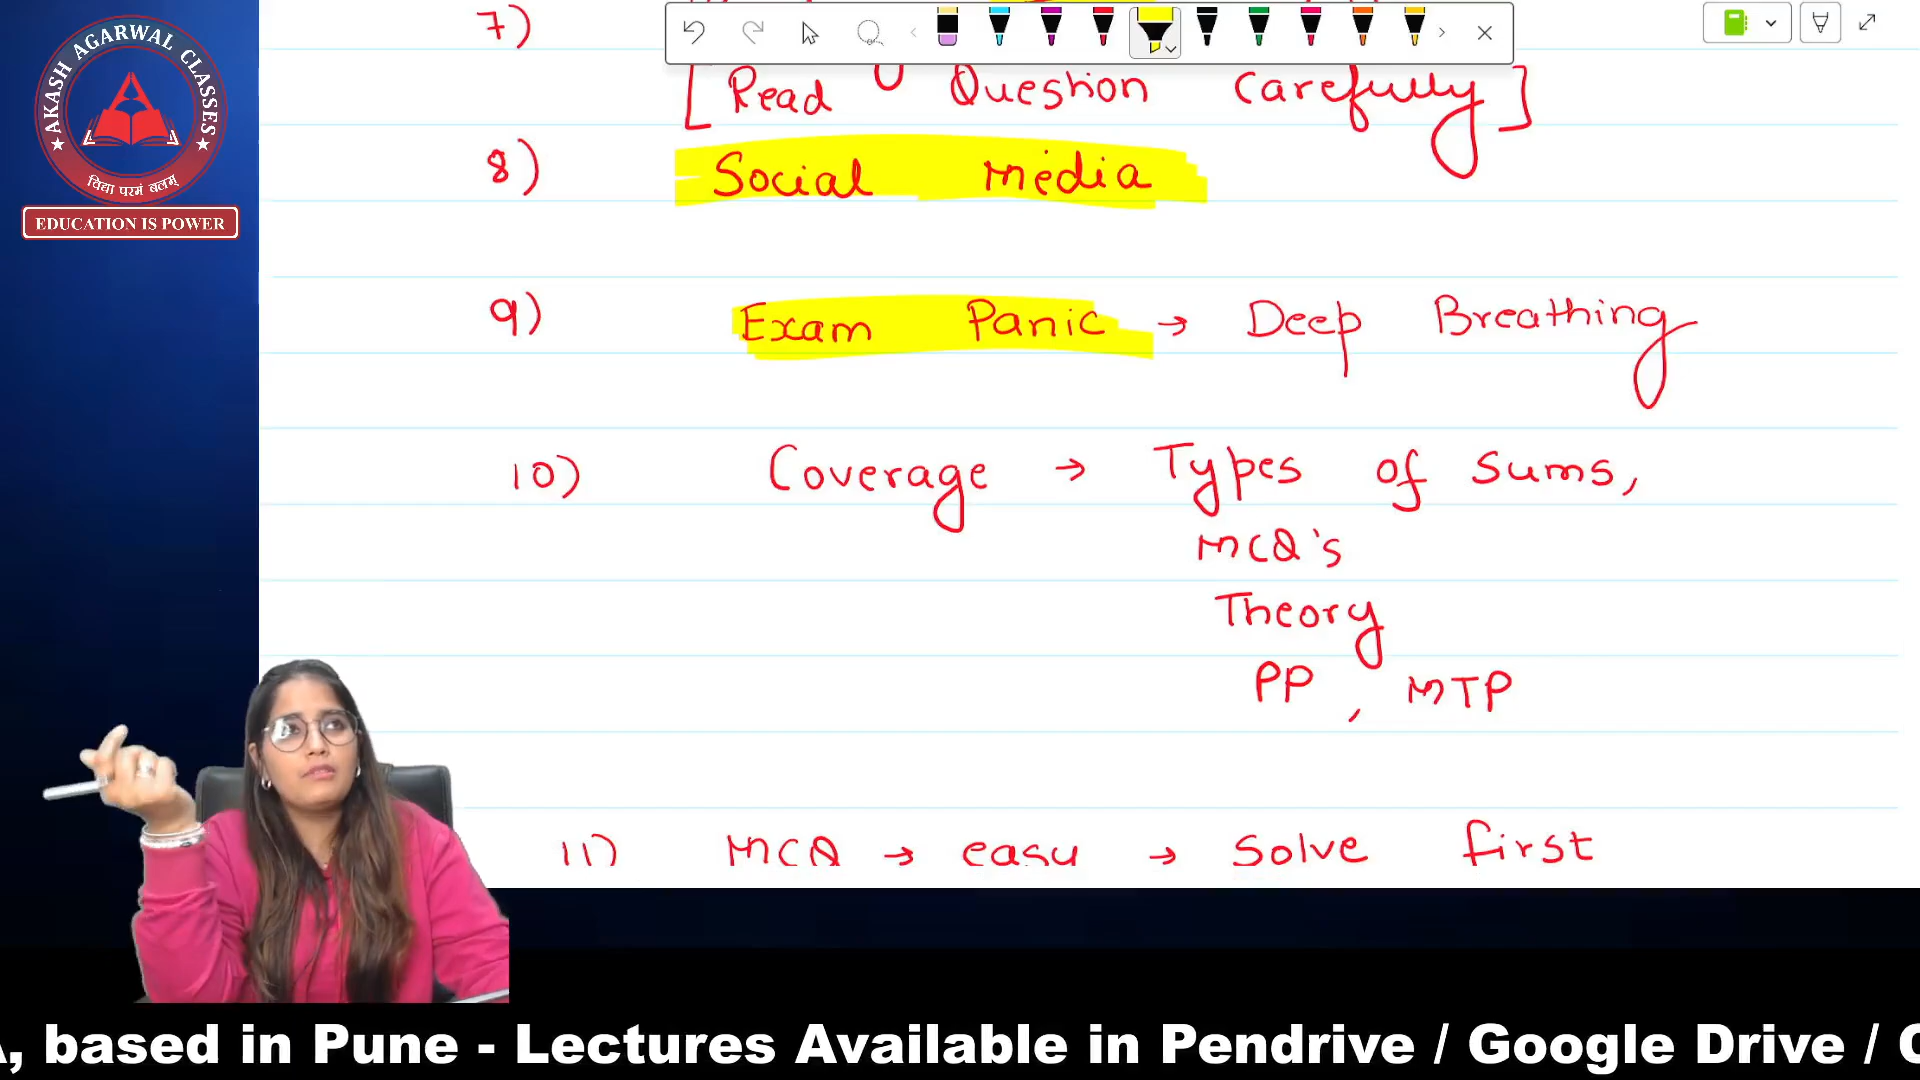 AKASH AGARWAL CLASSES
विद्या परमं बलम्
EDUCATION IS POWER
7)
[Read Question Carefully]
8) Social Media
9) Exam Panic → Deep Breathing
10) Coverage → Types of Sums,
MCQ's
Theory
PP, MTP
11) MCQ → easy → Solve first
A, based in Pune - Lectures Available in Pendrive / Google Drive / C